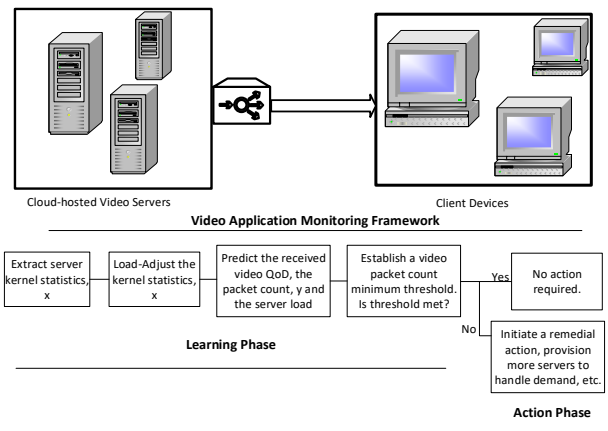 Cloud-hosted Video Servers
Client Devices
Video Application Monitoring Framework
Extract server
kernel statistics,
x
Load-Adjust the
kernel statistics,
x
Predict the received
video QoD, the
packet count, y and
the server load
Establish a video
packet count
minimum threshold.
Is threshold met?
Yes
No action
required.
No
Initiate a remedial
action, provision
more servers to
handle demand, etc.
Learning Phase
Action Phase